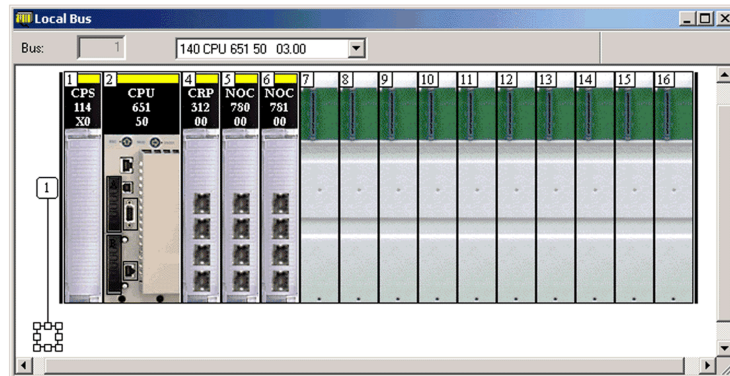 Local Bus
Bus: 1 140 CPU 651 50 03.00
1 2 4 5 6 7 8 9 10 11 12 13 14 15 16
CPS CPU CRP NOC NOC
114 651 312 780 781
X0 50 00 00 00
1